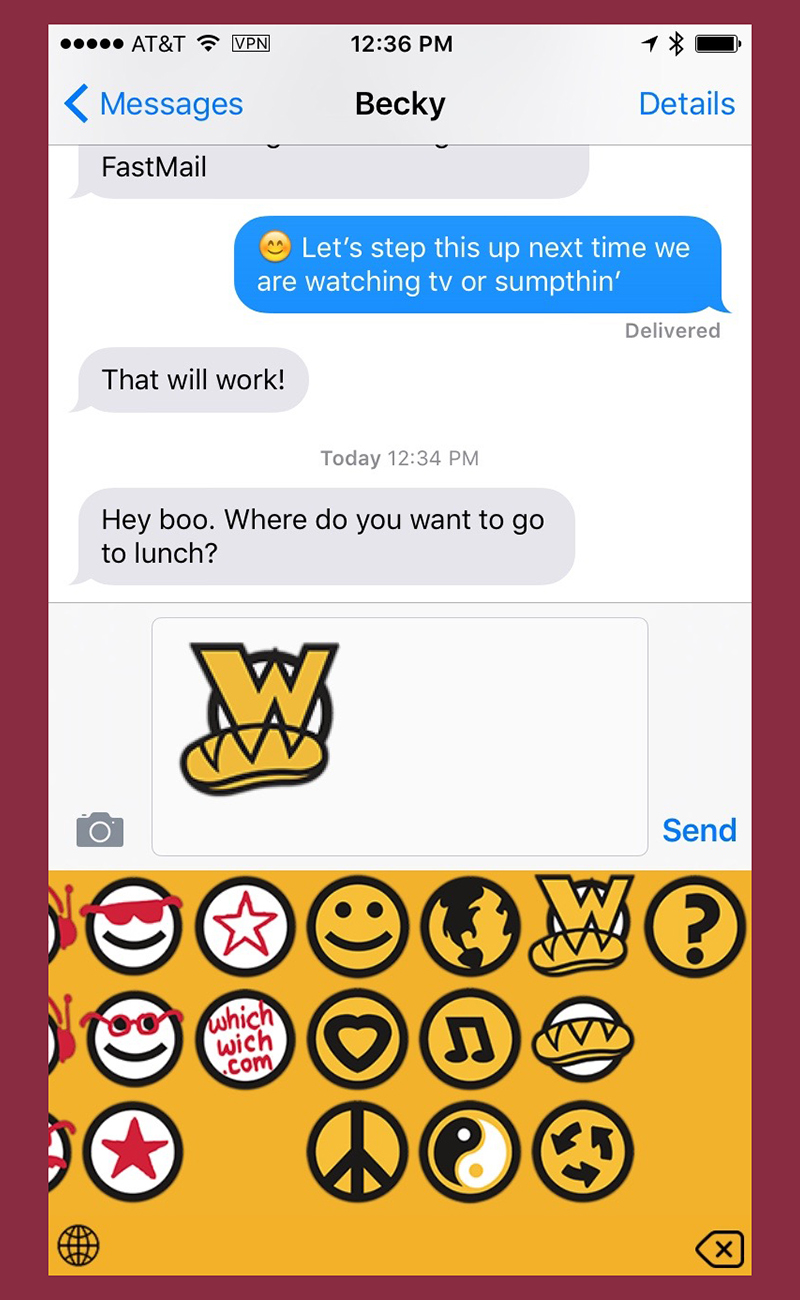 AT&T VPN 12:36 PM
Messages Becky Details
FastMail
😊 Let’s step this up next time we
are watching tv or sumpthin’
Delivered
That will work!
Today 12:34 PM
Hey boo. Where do you want to go
to lunch?
W
Send
W ?
which
wich
.com